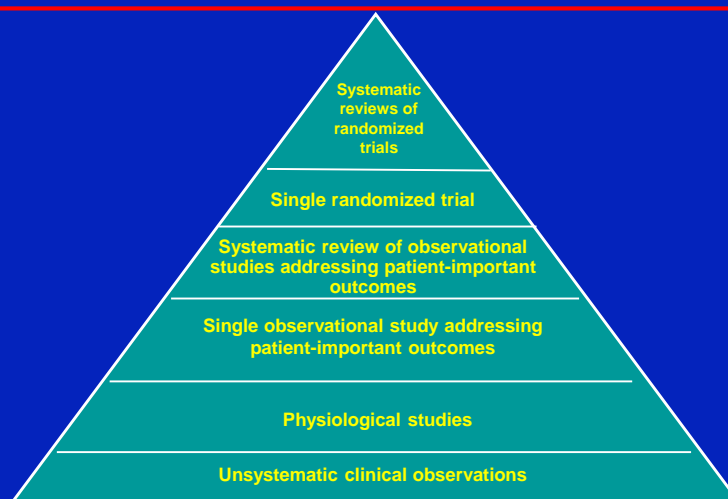 Systematic
reviews of
randomized
trials
Single randomized trial
Systematic review of observational
studies addressing patient-important
outcomes
Single observational study addressing
patient-important outcomes
Physiological studies
Unsystematic clinical observations